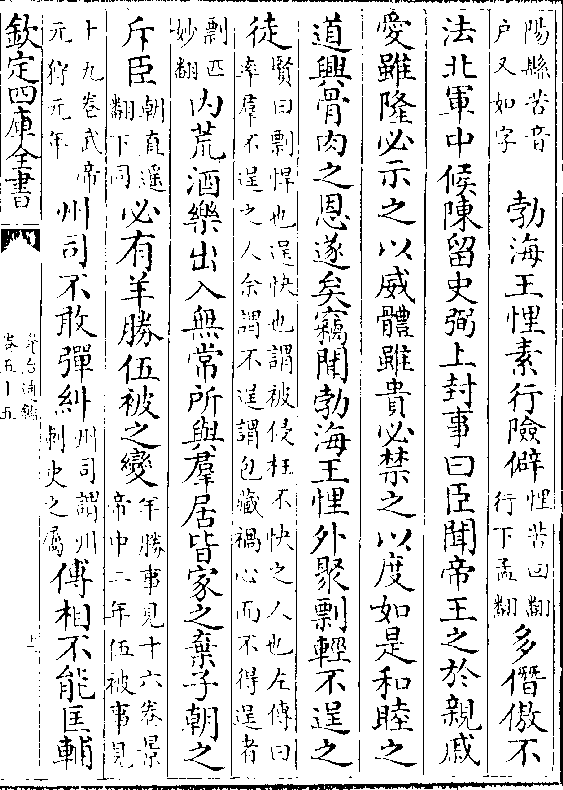 陽縣苦音
户又如字
勃海王悝素行險僻
悝苦回翻
行下孟翻
多僭傲不
法北軍中候陳留史弼上封事曰臣聞帝王之於親戚
愛雖隆必示之以威體雖貴必禁之以度如是和睦之
道興骨肉之恩遂矣竊聞勃海王悝外聚剽輕不逞之
徒
賢曰剽悍也逞快也謂被侵枉不快之人也左傳曰
率羣不逞之人余謂不逞謂包藏禍心而不得逞者
剽匹
妙翻
内荒酒樂出入無常所與羣居皆家之棄子朝之
斥臣
朝直遥
翻下同
必有羊勝伍被之變
羊勝事見十六卷景
帝中二年伍被事見
十九卷武帝
元狩元年
州司不敢彈糾
州司謂州
刺史之屬
傅相不能匡輔
欽定四庫全書
資治通鑑
卷五十五